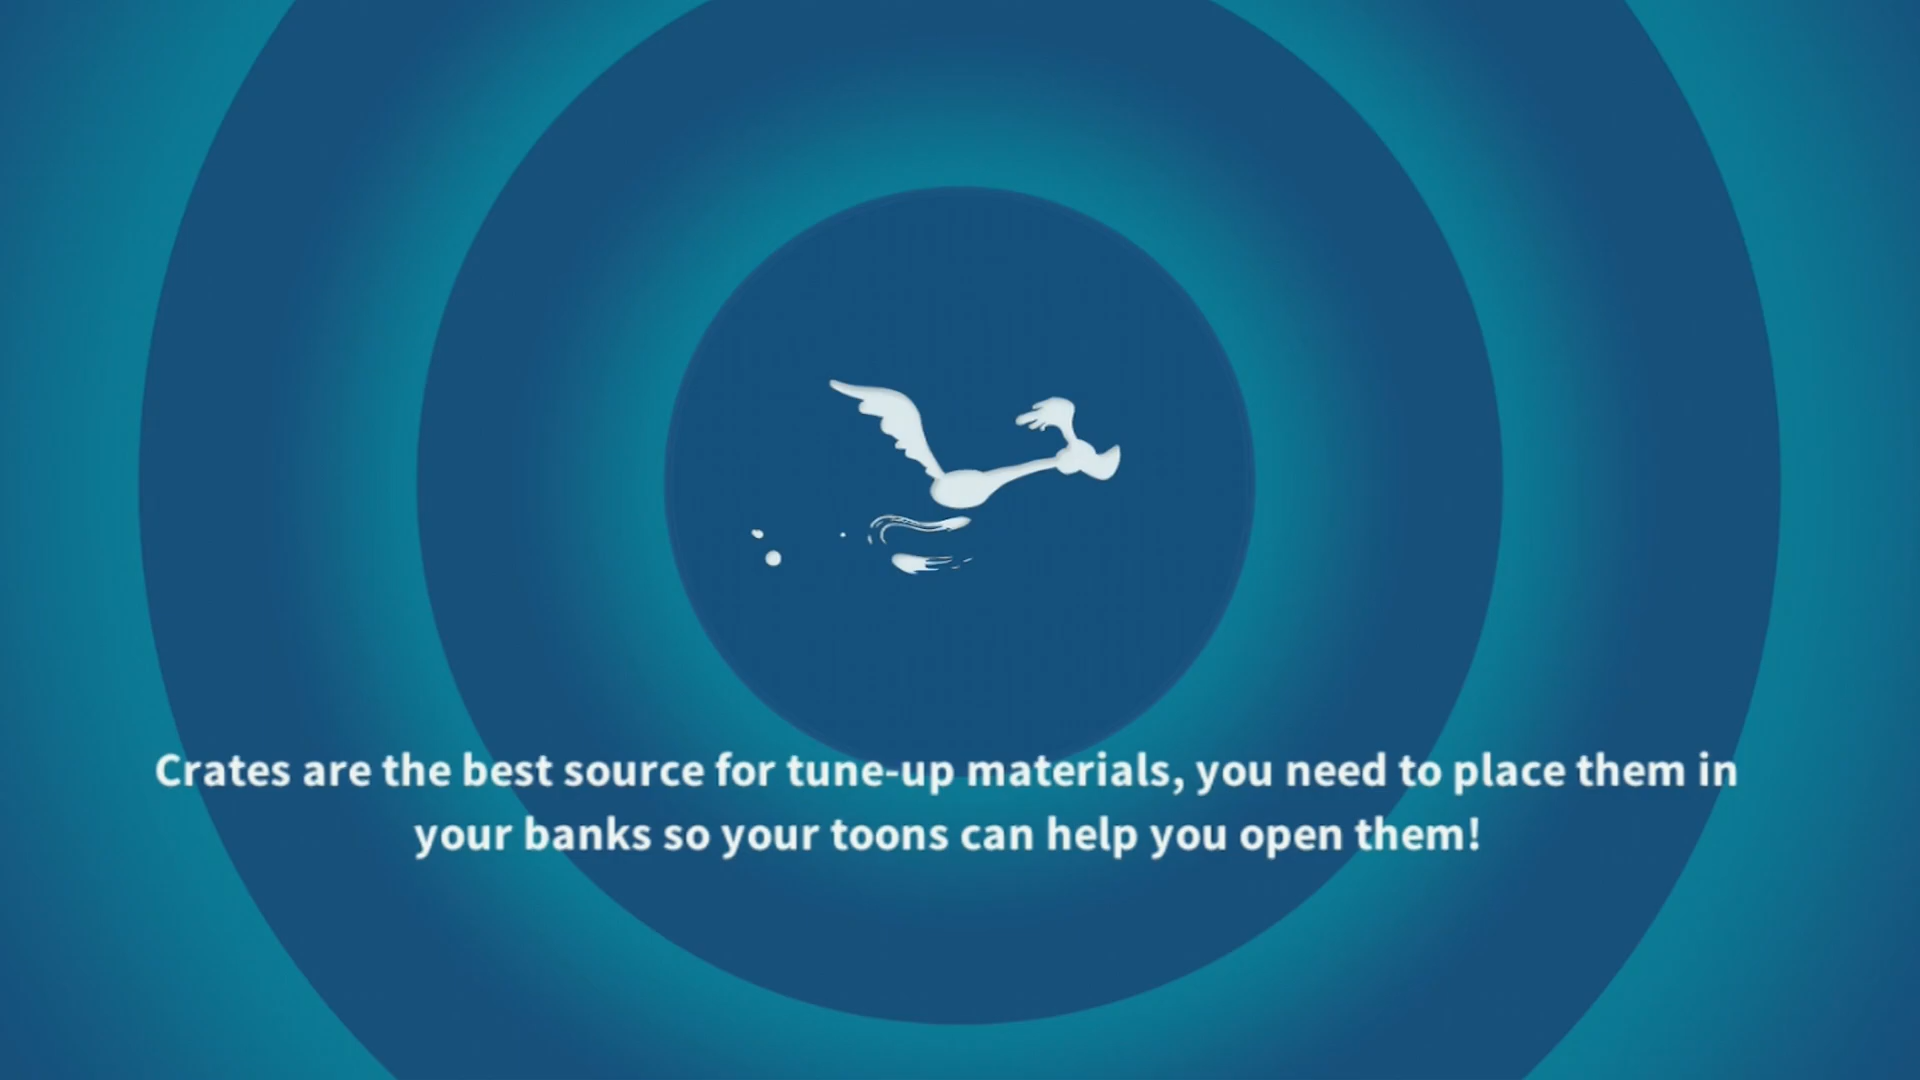 Crates are the best source for tune-up materials, you need to place them in
your banks so your toons can help you open them!